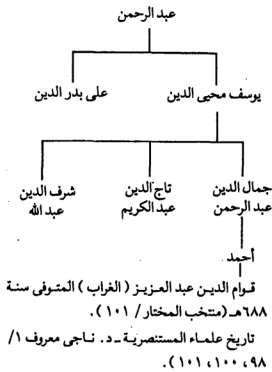 عبد الرحمن
يوسف محيى الدين
على بدر الدين
جمال الدين
عبد الرحمن
تاج الدين
عبد الكريم
شرف الدين
عبد الله
أحمد
قوام الدين عبد العزيز ( الغراب ) المتوفى سنة
٦٨٨هـ (منتخب المختار/ ١٠١).
تاريخ علماء المستنصرية ـ د. ناجى معروف ١/
٩٨، ١٠٠، ١٠١).